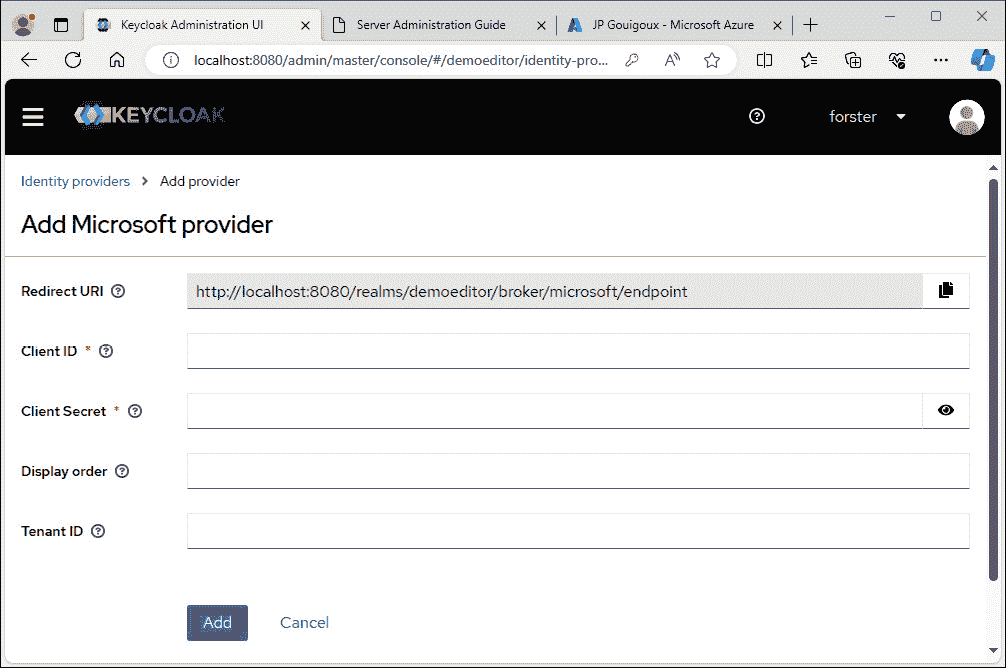 Keycloak Administration UI
Server Administration Guide
JP Gouigoux - Microsoft Azure
localhost:8080/admin/master/console/#/demoeditor/identity-pro...
KEYCLOAK
forster
Identity providers > Add provider
Add Microsoft provider
Redirect URI
http://localhost:8080/realms/demoeditor/broker/microsoft/endpoint
Client ID *
Client Secret *
Display order
Tenant ID
Add Cancel